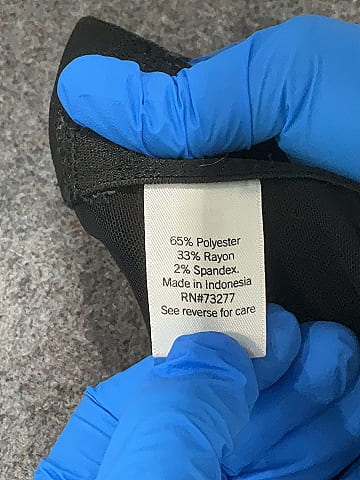 65% Polyester
33% Rayon
2% Spandex.
Made in Indonesia
RN#73277
See reverse for care